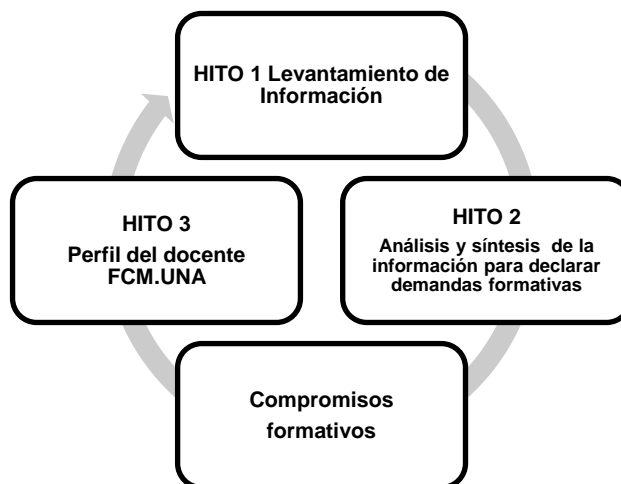 HITO 1 Levantamiento de
Información
HITO 2
Análisis y síntesis de la
información para declarar
demandas formativas
Compromisos
formativos
HITO 3
Perfil del docente
FCM.UNA